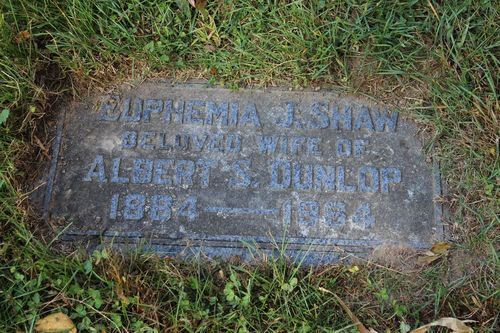 EUPHEMIA J. SHAW
BELOVED WIFE OF
ALBERT S. DUNLOP
1884 — 1964